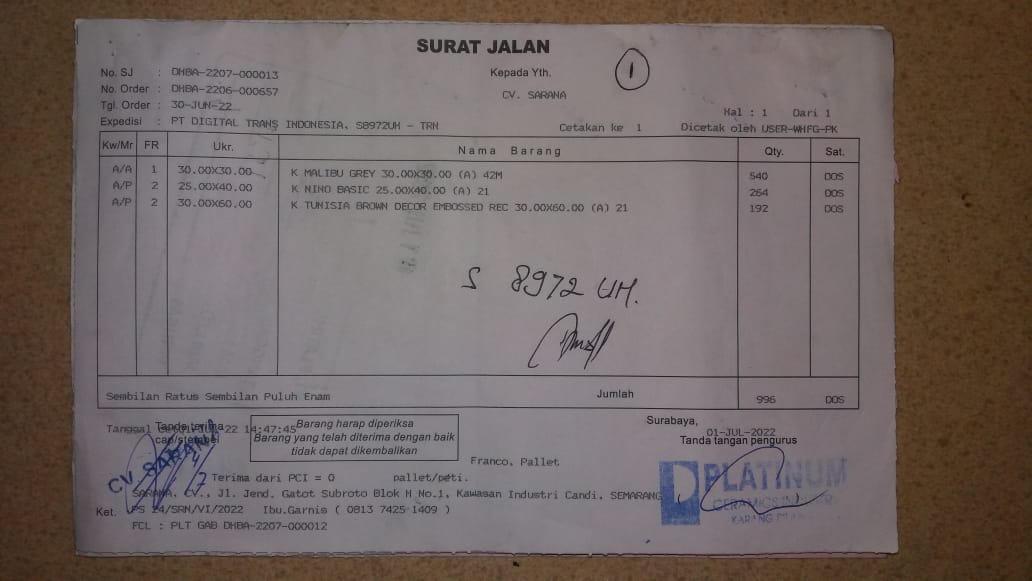 SURAT JALAN
No. SJ : DHBA-2207-000013
Kepada Yth.
1
No. Order : DHBA-2206-000657
CV. SARANA
Tgl. Order : 30-JUN-22
Hal : 1 Dari 1
Expedisi : PT DIGITAL TRANS INDONESIA, S8972UH - TRN
Cetakan ke 1 Dicetak oleh USER-WHFG-PK
Kw/Mr FR Ukr. Nama Barang Qty. Sat.
A/A 1 30.00X30.00 K MALIBU GREY 30.00X30.00 (A) 42M 540 DOS
A/P 2 25.00X40.00 K NINO BASIC 25.00X40.00 (A) 21 264 DOS
A/P 2 30.00X60.00 K TUNISIA BROWN DECOR EMBOSSED REC 30.00X60.00 (A) 21 192 DOS
S 8972 UH.
Sembilan Ratus Sembilan Puluh Enam Jumlah 996 DOS
Surabaya, 01-JUL-2022
Tanda terima
Tanggal 22 14:47:45
cap/stempel
Barang harap diperiksa
Barang yang telah diterima dengan baik
tidak dapat dikembalikan
Tanda tangan pengurus
Franco, Pallet
CV. SARANA
PLATINUM
CERAMICS
KARANG
Terima dari PCI = 0 pallet/peti.
SARANA, CV., Jl. Jend. Gatot Subroto Blok H No.1, Kawasan Industri Candi, SEMARANG
Ket. PS 24/SRN/VI/2022 Ibu.Garnis ( 0813 7425 1409 )
FCL : PLT GAB DHBA-2207-000012